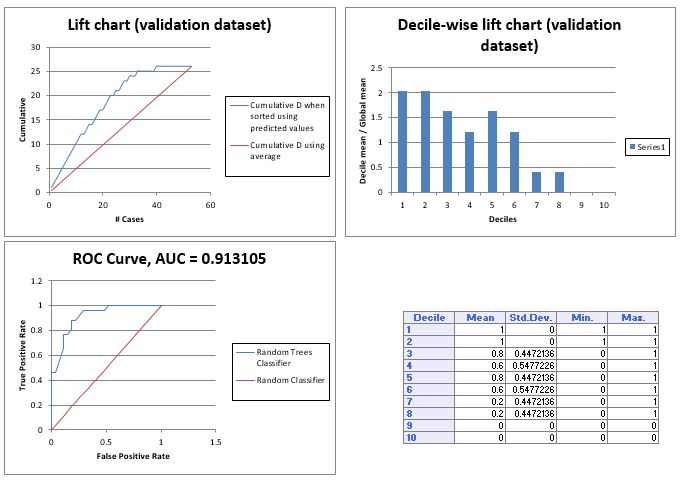 Lift chart (validation dataset)
30
25
20
15
10
5
0
0 20 40 60
Cumulative
# Cases
Cumulative D when
sorted using
predicted values
Cumulative D using
average
Decile-wise lift chart (validation
dataset)
2.5
2
1.5
1
0.5
0
1 2 3 4 5 6 7 8 9 10
Decile mean / Global mean
Deciles
Series1
ROC Curve, AUC = 0.913105
1.2
1
0.8
0.6
0.4
0.2
0
0 0.5 1 1.5
True Positive Rate
False Positive Rate
Random Trees
Classifier
Random Classifier
Decile Mean Std.Dev. Min. Max.
1 1 0 1 1
2 1 0 1 1
3 0.8 0.4472136 0 1
4 0.6 0.5477226 0 1
5 0.8 0.4472136 0 1
6 0.6 0.5477226 0 1
7 0.2 0.4472136 0 1
8 0.2 0.4472136 0 1
9 0 0 0 0
10 0 0 0 0